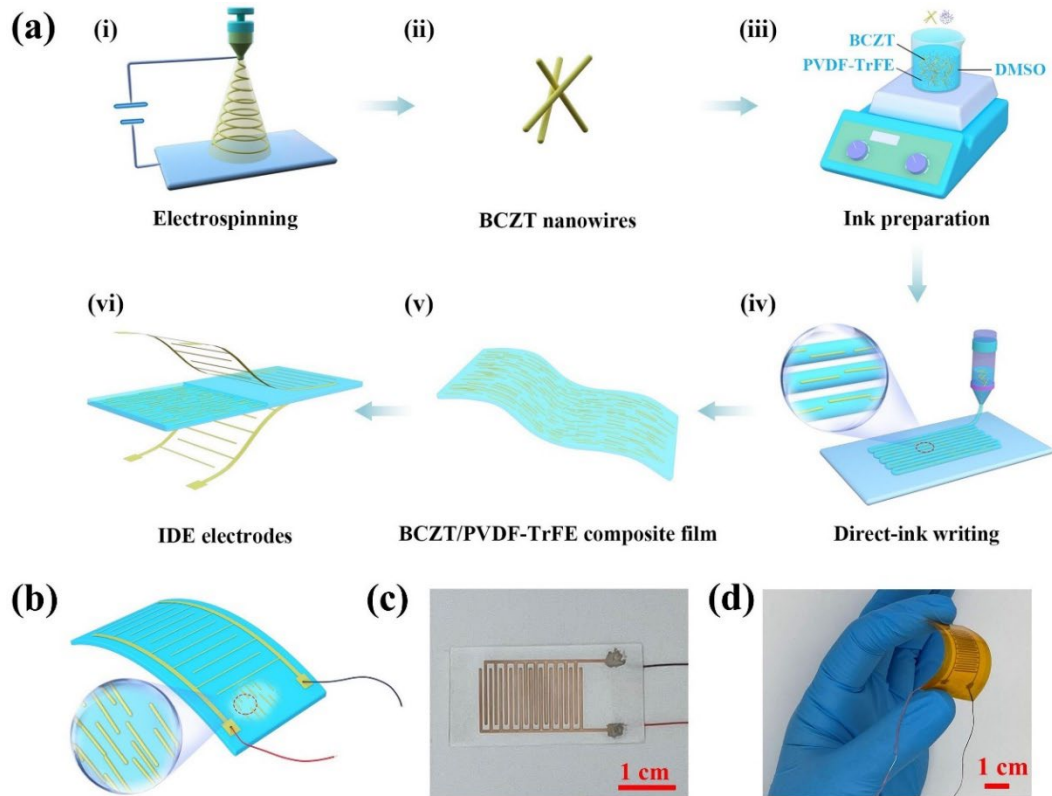 (a)
(i)
(ii)
(iii)
BCZT
PVDF-TrFE
DMSO
Electrospinning
BCZT nanowires
Ink preparation
(vi)
(v)
(iv)
IDE electrodes
BCZT/PVDF-TrFE composite film
Direct-ink writing
(b)
(c)
(d)
1 cm
1 cm